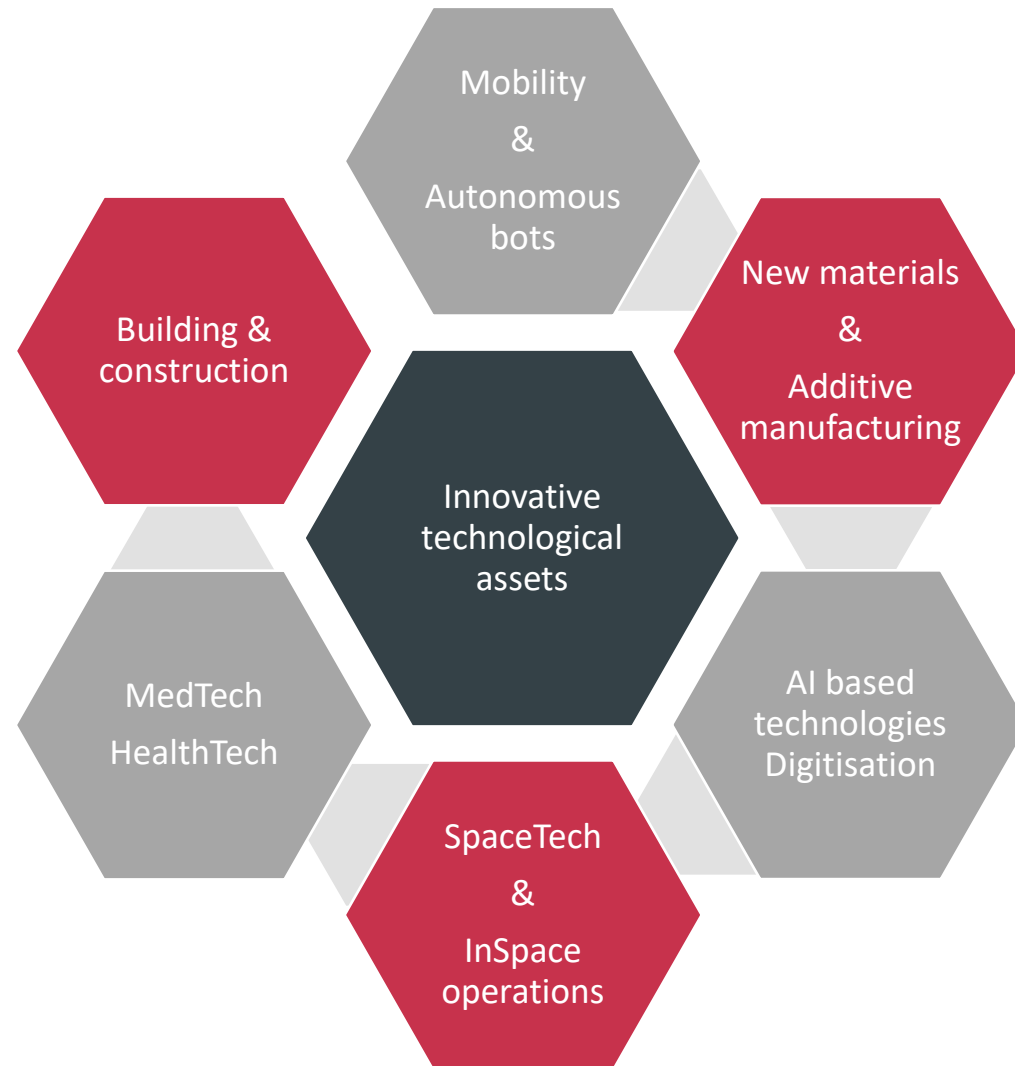 Mobility
&
Autonomous
bots
New materials
&
Additive
manufacturing
Building &
construction
Innovative
technological
assets
MedTech
HealthTech
AI based
technologies
Digitisation
SpaceTech
&
InSpace
operations